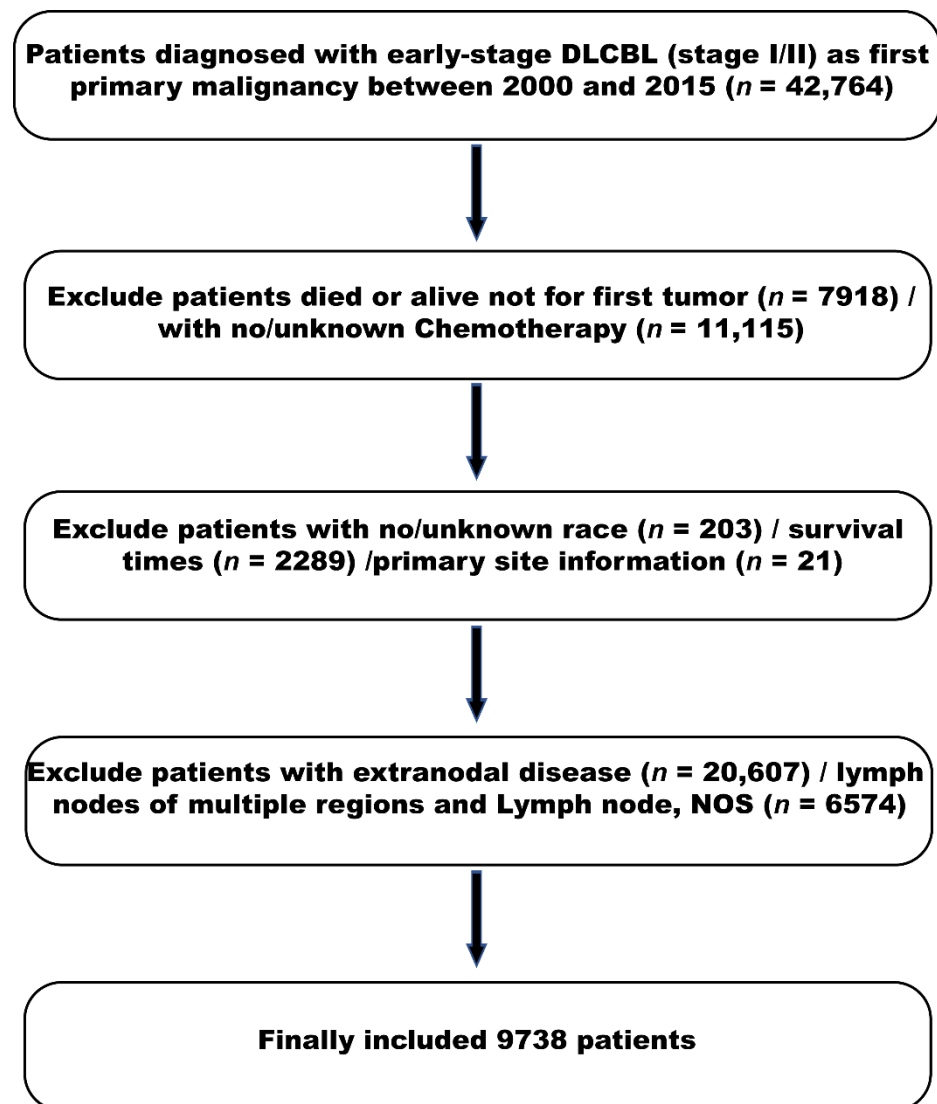 Patients diagnosed with early-stage DLCBL (stage I/II) as first
primary malignancy between 2000 and 2015 (n = 42,764)
Exclude patients died or alive not for first tumor (n = 7918) /
with no/unknown Chemotherapy (n = 11,115)
Exclude patients with no/unknown race (n = 203) / survival
times (n = 2289) /primary site information (n = 21)
Exclude patients with extranodal disease (n = 20,607) / lymph
nodes of multiple regions and Lymph node, NOS (n = 6574)
Finally included 9738 patients